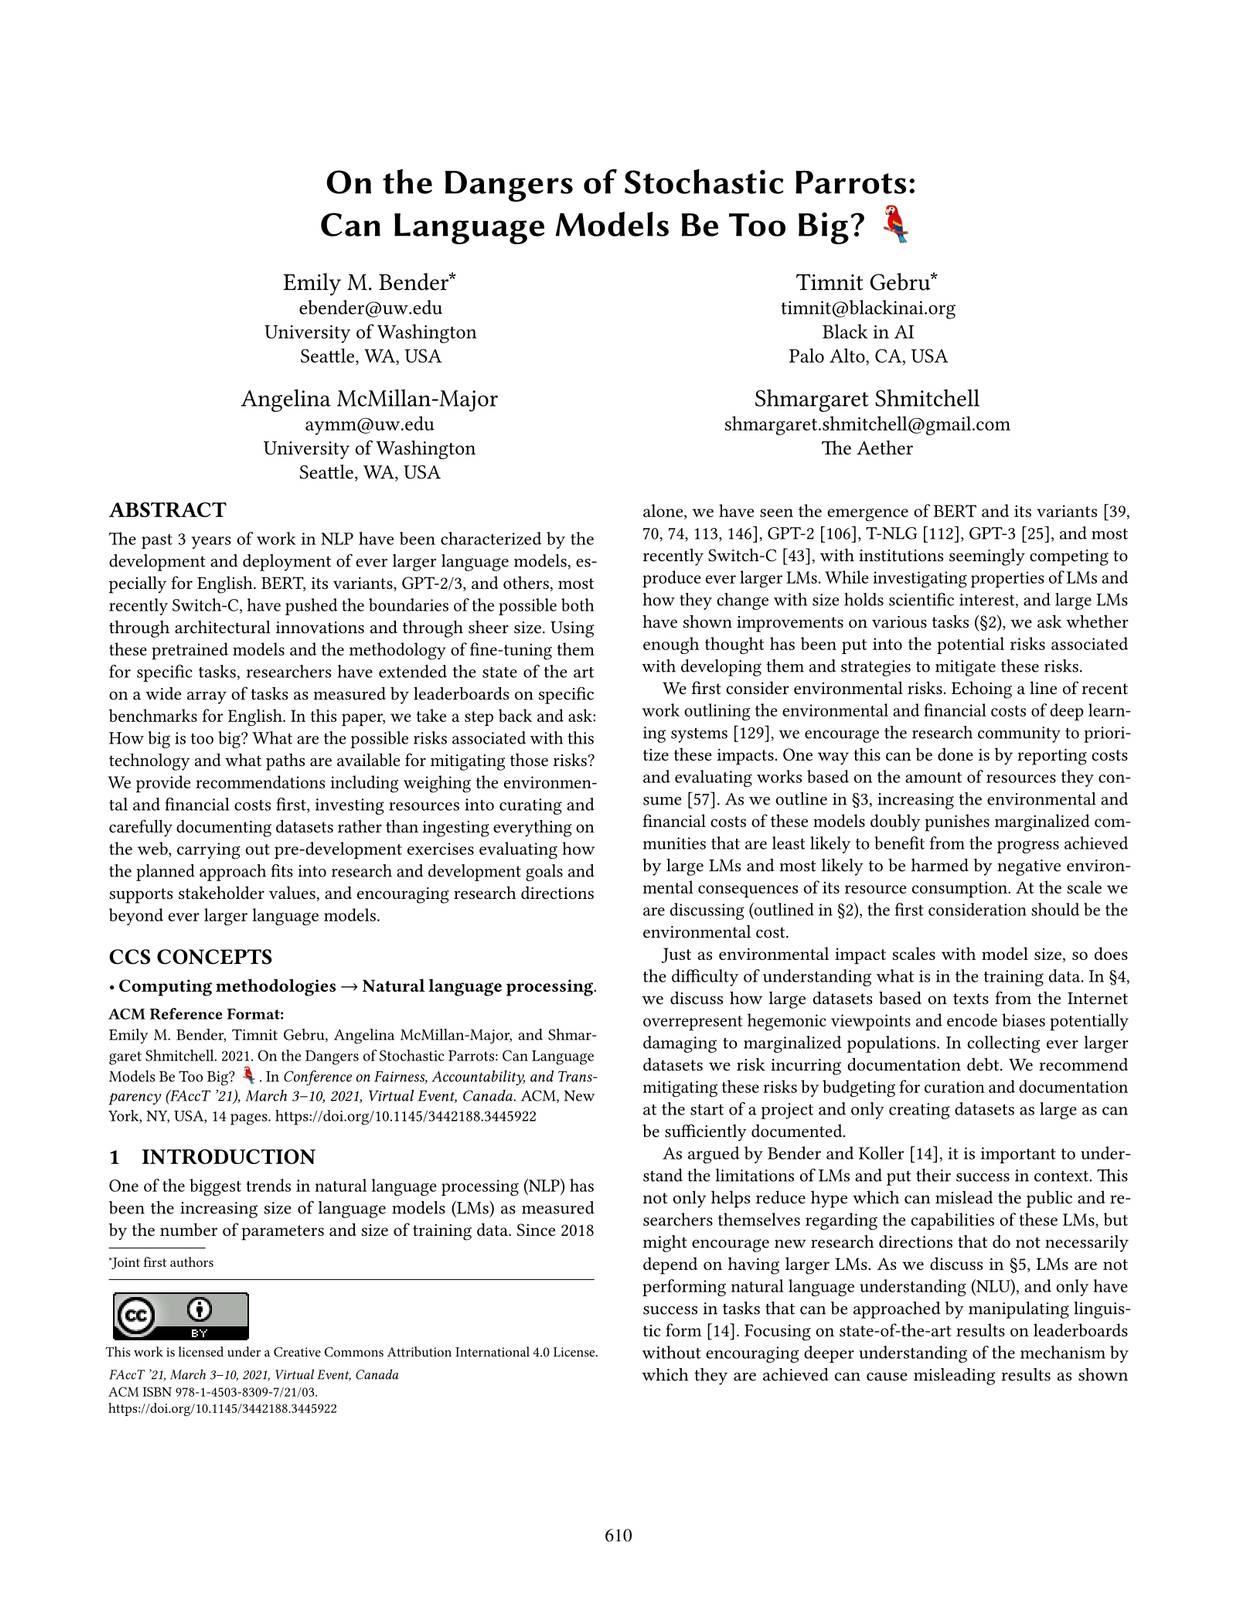 On the Dangers of Stochastic Parrots:
Can Language Models Be Too Big? 🦜
Emily M. Bender*
ebender@uw.edu
University of Washington
Seattle, WA, USA
Timnit Gebru*
timnit@blackinai.org
Black in AI
Palo Alto, CA, USA
Angelina McMillan-Major
aymm@uw.edu
University of Washington
Seattle, WA, USA
Shmargaret Shmitchell
shmargaret.shmitchell@gmail.com
The Aether
ABSTRACT
The past 3 years of work in NLP have been characterized by the
development and deployment of ever larger language models, es-
pecially for English. BERT, its variants, GPT-2/3, and others, most
recently Switch-C, have pushed the boundaries of the possible both
through architectural innovations and through sheer size. Using
these pretrained models and the methodology of fine-tuning them
for specific tasks, researchers have extended the state of the art
on a wide array of tasks as measured by leaderboards on specific
benchmarks for English. In this paper, we take a step back and ask:
How big is too big? What are the possible risks associated with this
technology and what paths are available for mitigating those risks?
We provide recommendations including weighing the environmen-
tal and financial costs first, investing resources into curating and
carefully documenting datasets rather than ingesting everything on
the web, carrying out pre-development exercises evaluating how
the planned approach fits into research and development goals and
supports stakeholder values, and encouraging research directions
beyond ever larger language models.
CCS CONCEPTS
• Computing methodologies → Natural language processing.
ACM Reference Format:
Emily M. Bender, Timnit Gebru, Angelina McMillan-Major, and Shmar-
garet Shmitchell. 2021. On the Dangers of Stochastic Parrots: Can Language
Models Be Too Big? 🦜 . In Conference on Fairness, Accountability, and Trans-
parency (FAccT '21), March 3–10, 2021, Virtual Event, Canada. ACM, New
York, NY, USA, 14 pages. https://doi.org/10.1145/3442188.3445922
1 INTRODUCTION
One of the biggest trends in natural language processing (NLP) has
been the increasing size of language models (LMs) as measured
by the number of parameters and size of training data. Since 2018
*Joint first authors
cc
BY
This work is licensed under a Creative Commons Attribution International 4.0 License.
FAccT '21, March 3–10, 2021, Virtual Event, Canada
ACM ISBN 978-1-4503-8309-7/21/03.
https://doi.org/10.1145/3442188.3445922
alone, we have seen the emergence of BERT and its variants [39,
70, 74, 113, 146], GPT-2 [106], T-NLG [112], GPT-3 [25], and most
recently Switch-C [43], with institutions seemingly competing to
produce ever larger LMs. While investigating properties of LMs and
how they change with size holds scientific interest, and large LMs
have shown improvements on various tasks (§2), we ask whether
enough thought has been put into the potential risks associated
with developing them and strategies to mitigate these risks.
We first consider environmental risks. Echoing a line of recent
work outlining the environmental and financial costs of deep learn-
ing systems [129], we encourage the research community to priori-
tize these impacts. One way this can be done is by reporting costs
and evaluating works based on the amount of resources they con-
sume [57]. As we outline in §3, increasing the environmental and
financial costs of these models doubly punishes marginalized com-
munities that are least likely to benefit from the progress achieved
by large LMs and most likely to be harmed by negative environ-
mental consequences of its resource consumption. At the scale we
are discussing (outlined in §2), the first consideration should be the
environmental cost.
Just as environmental impact scales with model size, so does
the difficulty of understanding what is in the training data. In §4,
we discuss how large datasets based on texts from the Internet
overrepresent hegemonic viewpoints and encode biases potentially
damaging to marginalized populations. In collecting ever larger
datasets we risk incurring documentation debt. We recommend
mitigating these risks by budgeting for curation and documentation
at the start of a project and only creating datasets as large as can
be sufficiently documented.
As argued by Bender and Koller [14], it is important to under-
stand the limitations of LMs and put their success in context. This
not only helps reduce hype which can mislead the public and re-
searchers themselves regarding the capabilities of these LMs, but
might encourage new research directions that do not necessarily
depend on having larger LMs. As we discuss in §5, LMs are not
performing natural language understanding (NLU), and only have
success in tasks that can be approached by manipulating linguis-
tic form [14]. Focusing on state-of-the-art results on leaderboards
without encouraging deeper understanding of the mechanism by
which they are achieved can cause misleading results as shown
610